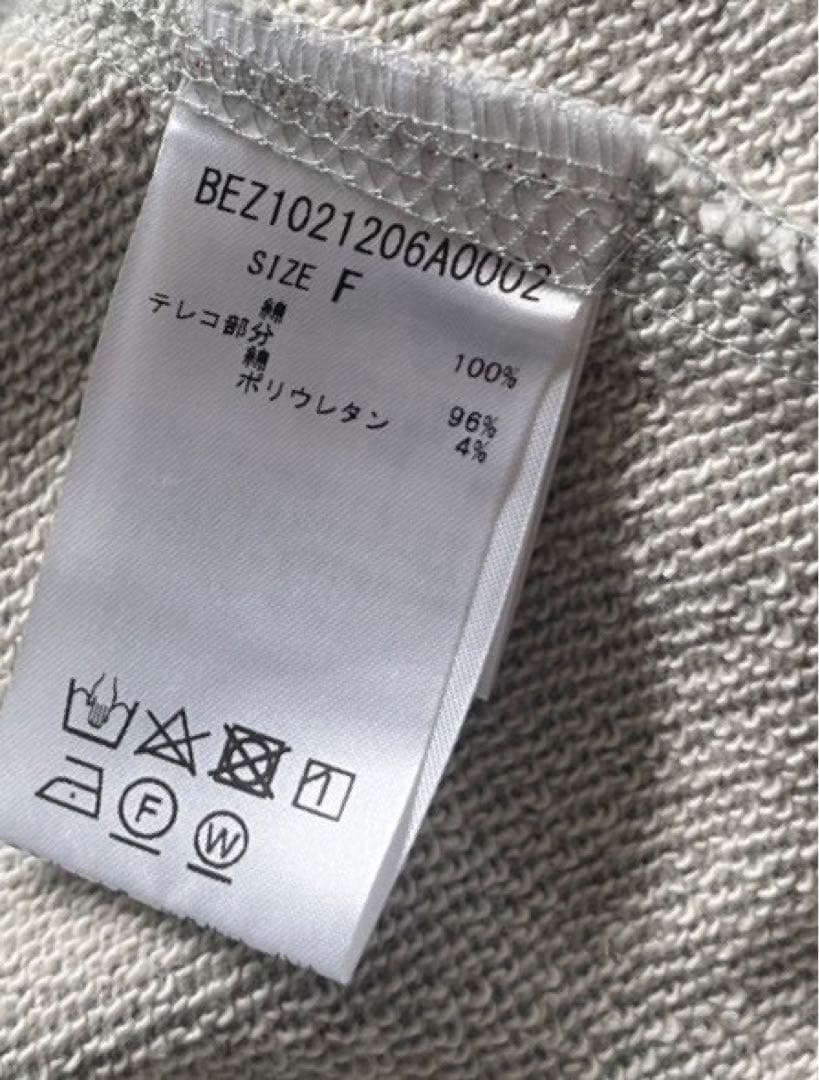 BEZ1021206A0002
SIZE F
綿 100%
テレコ部分
綿 96%
ポリウレタン 4%
F
W